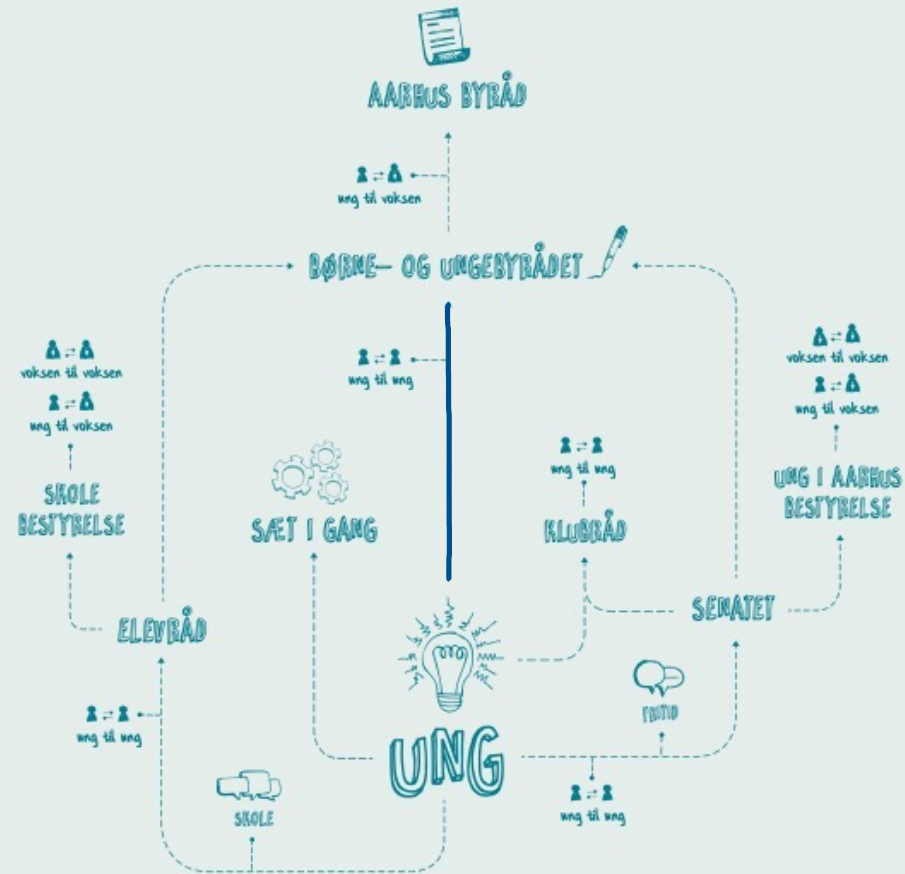 AARHUS BYRÅD
ung til voksen
BØRNE- OG UNGEBYRÅDET
ung til ung
voksen til voksen
ung til voksen
SKOLE
BESTYRELSE
SÆT I GANG
ung til ung
KLUBRÅD
voksen til voksen
ung til voksen
UNG I AARHUS
BESTYRELSE
ELEVRÅD
SENATET
ung til ung
FRITID
UNG
ung til ung
SKOLE